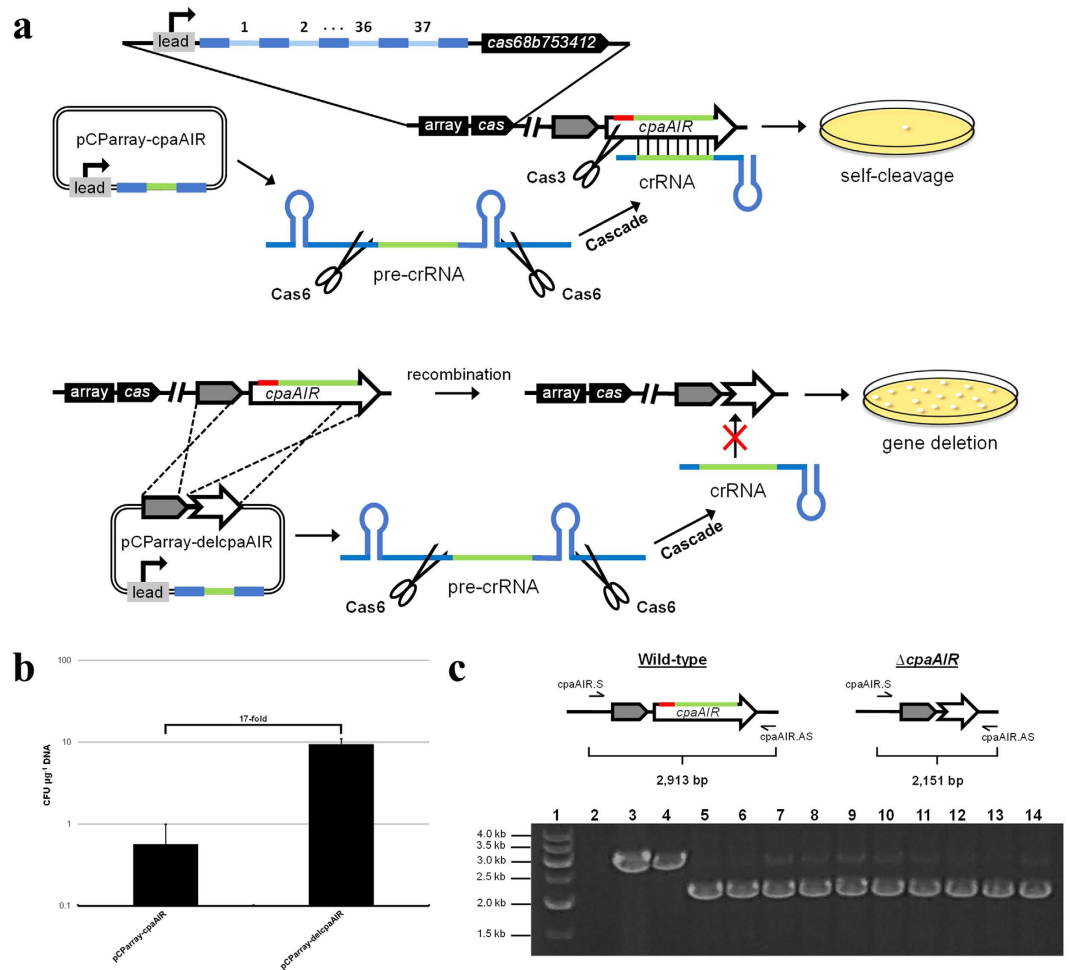 a
1 2 ... 36 37
lead
cas68b753412
pCParray-cpaAIR
lead
array cas cpaAIR
Cas3
crRNA
self-cleavage
Cascade
pre-crRNA
Cas6
Cas6
array cas cpaAIR
recombination
array cas
gene deletion
crRNA
pCParray-delcpaAIR
lead
Cascade
pre-crRNA
Cas6
Cas6
b
100
10
1
0.1
CFU µg-1 DNA
17-fold
pCParray-cpaAIR
pCParray-delcpaAIR
c
Wild-type
ΔcpaAIR
cpaAIR.S
cpaAIR.S
cpaAIR
cpaAIR.AS
cpaAIR.AS
2,913 bp
2,151 bp
1 2 3 4 5 6 7 8 9 10 11 12 13 14
4.0 kb
3.5 kb
3.0 kb
2.5 kb
2.0 kb
1.5 kb